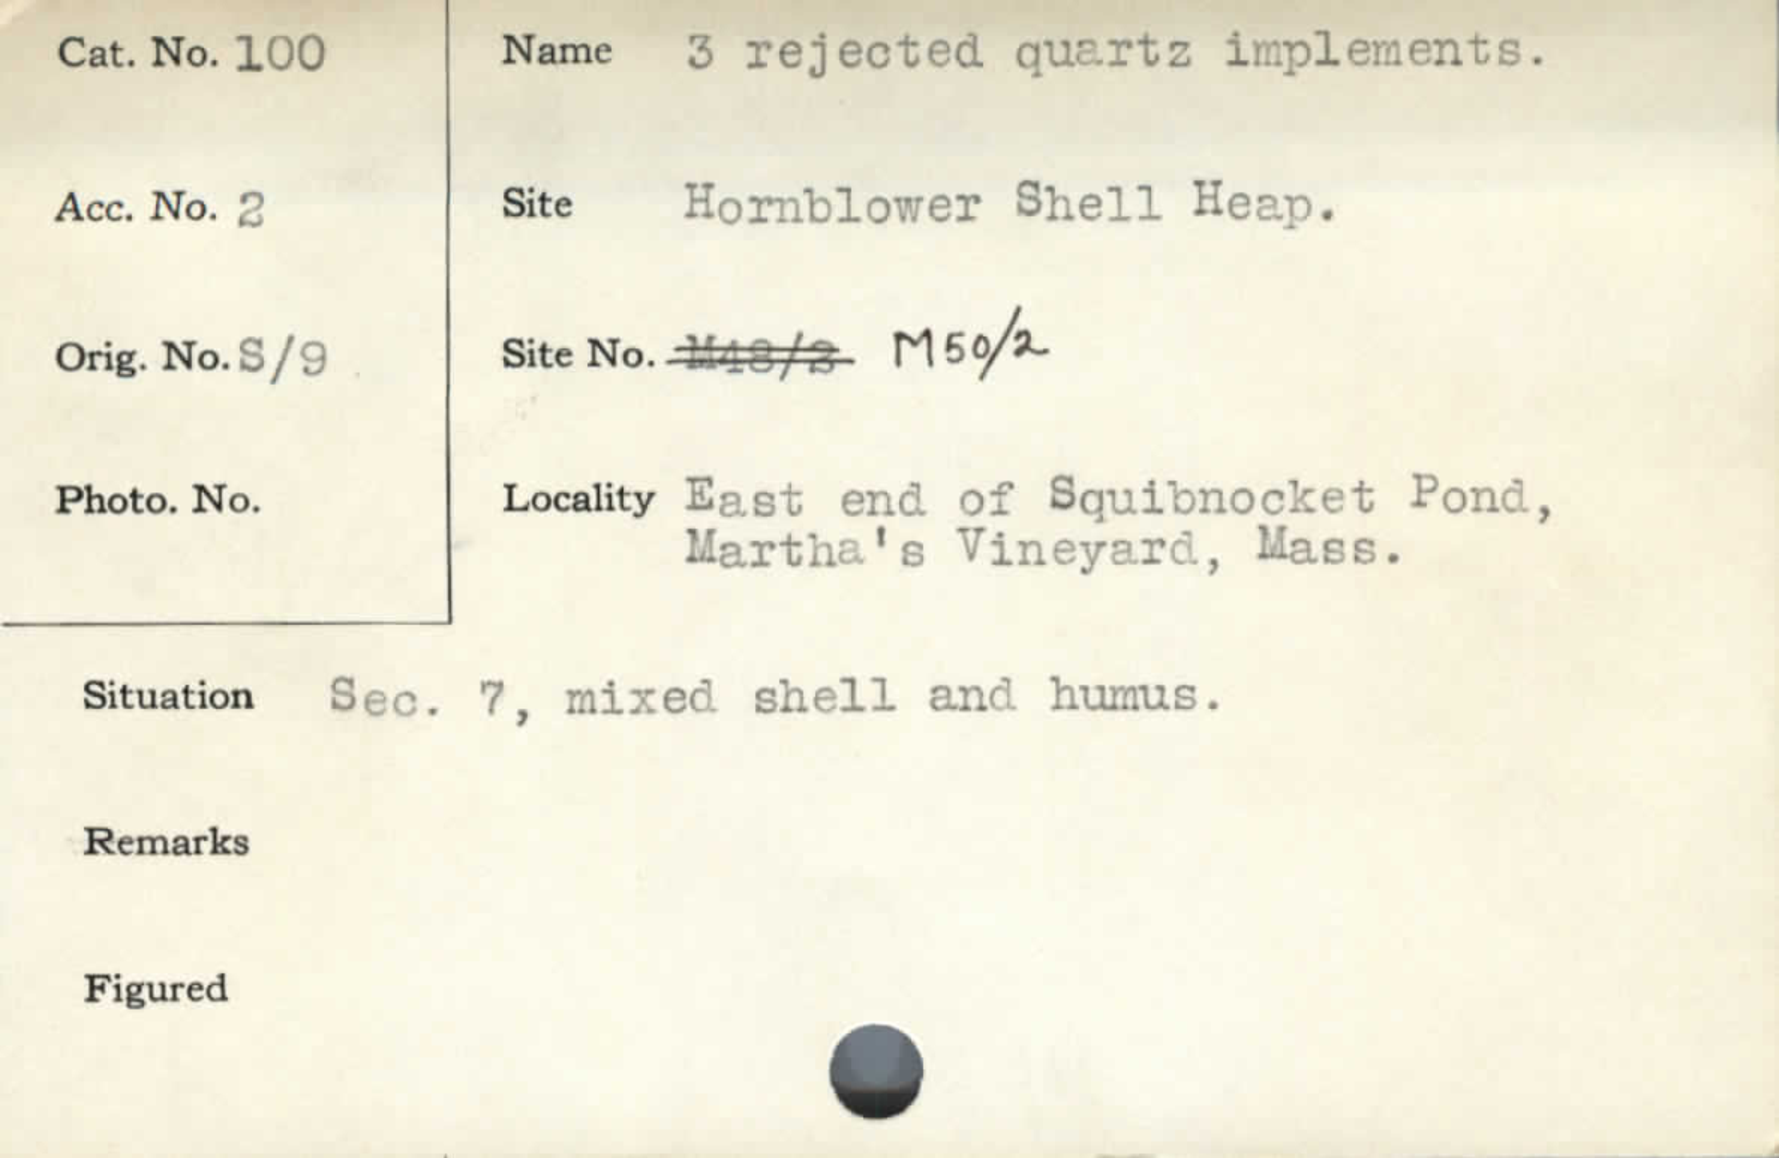 Cat. No. 100
Name 3 rejected quartz implements.
Acc. No. 2
Site Hornblower Shell Heap.
Orig. No. S/9
Site No. M50/2
Photo. No.
Locality East end of Squibnocket Pond,
Martha's Vineyard, Mass.
Situation Sec. 7, mixed shell and humus.
Remarks
Figured